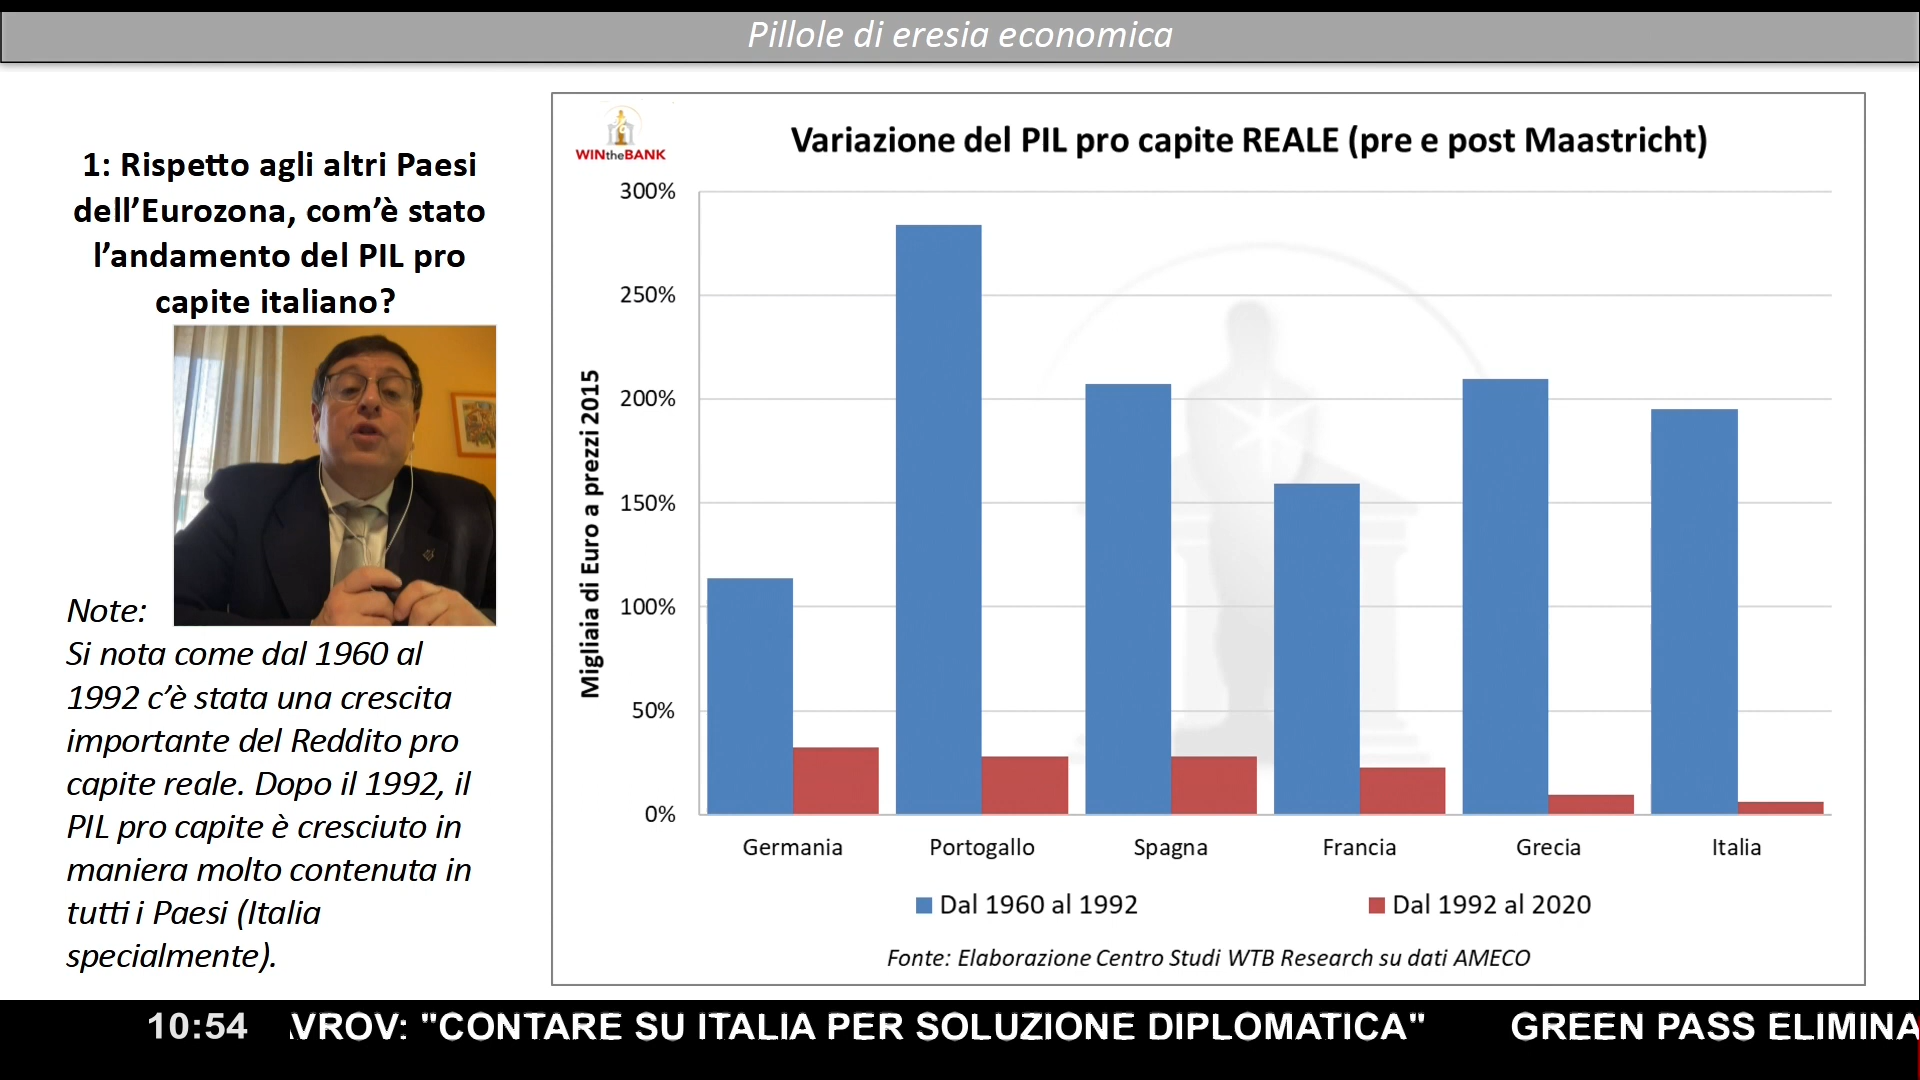 Pillole di eresia economica
1: Rispetto agli altri Paesi
dell’Eurozona, com’è stato
l’andamento del PIL pro
capite italiano?
Note:
Si nota come dal 1960 al
1992 c’è stata una crescita
importante del Reddito pro
capite reale. Dopo il 1992, il
PIL pro capite è cresciuto in
maniera molto contenuta in
tutti i Paesi (Italia
specialmente).
WINtheBANK
Variazione del PIL pro capite REALE (pre e post Maastricht)
Migliaia di Euro a prezzi 2015
300%
250%
200%
150%
100%
50%
0%
Germania Portogallo Spagna Francia Grecia Italia
Dal 1960 al 1992 Dal 1992 al 2020
Fonte: Elaborazione Centro Studi WTB Research su dati AMECO
10:54 VROV: "CONTARE SU ITALIA PER SOLUZIONE DIPLOMATICA" GREEN PASS ELIMINA